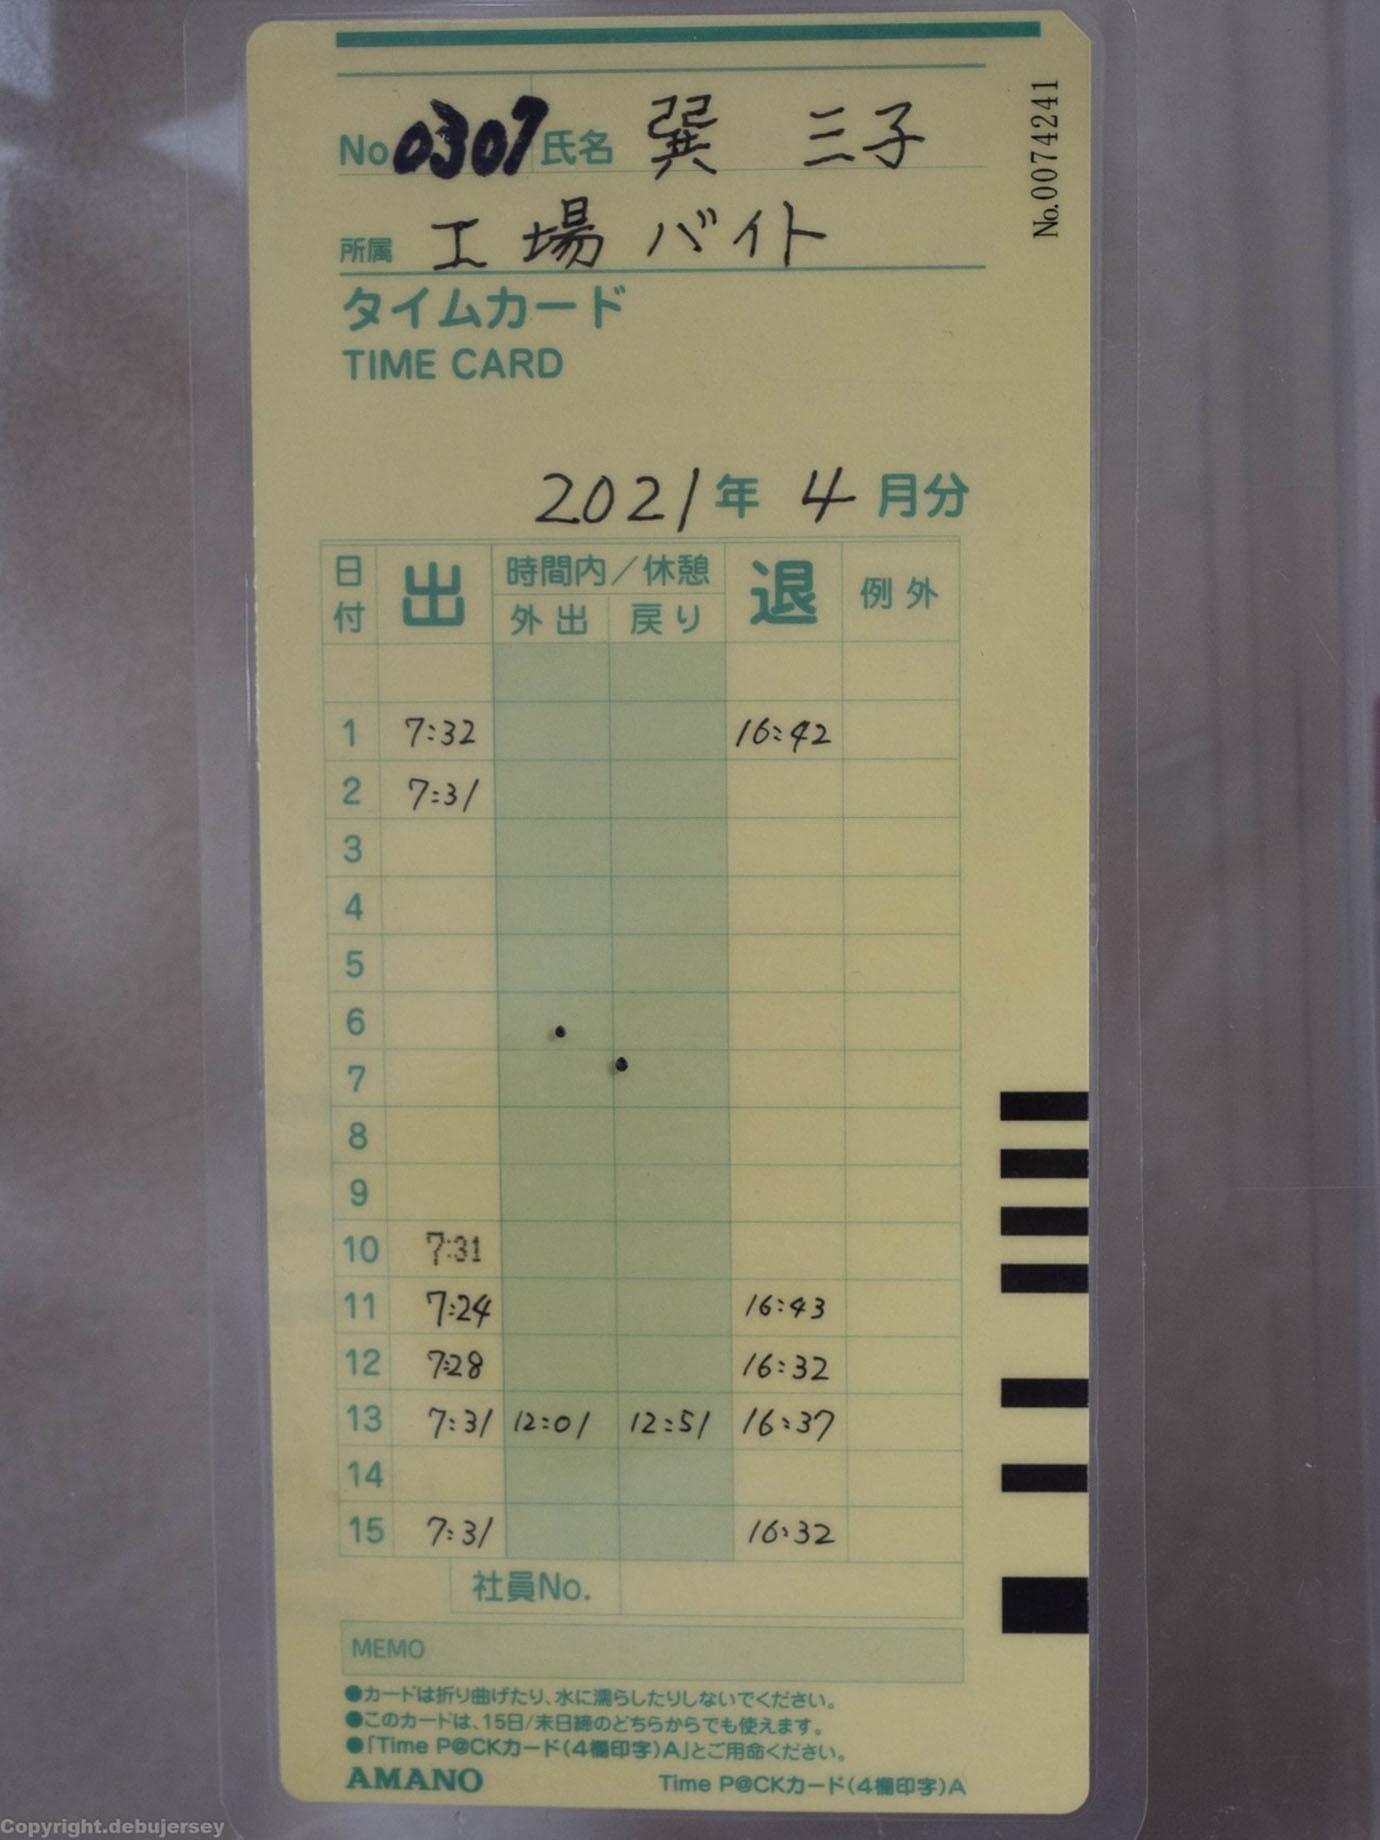 No 0307 氏名 巽 三子
No.0074241
所属 工場バイト
タイムカード
TIME CARD
2021年 4月分
日付 出 時間内/休憩 退 例外
外出 戻り
1 7:32 16:42
2 7:31
3
4
5
6
7
8
9
10 7:31
11 7:24 16:43
12 7:28 16:32
13 7:31 12:01 12:51 16:37
14
15 7:31 16:32
社員No.
MEMO
●カードは折り曲げたり、水に濡らしたりしないでください。
●このカードは、15日/末日締のどちらからでも使えます。
●「Time P@CKカード(4欄印字)A」とご用命ください。
AMANO Time P@CKカード(4欄印字)A
Copyright.debujersey